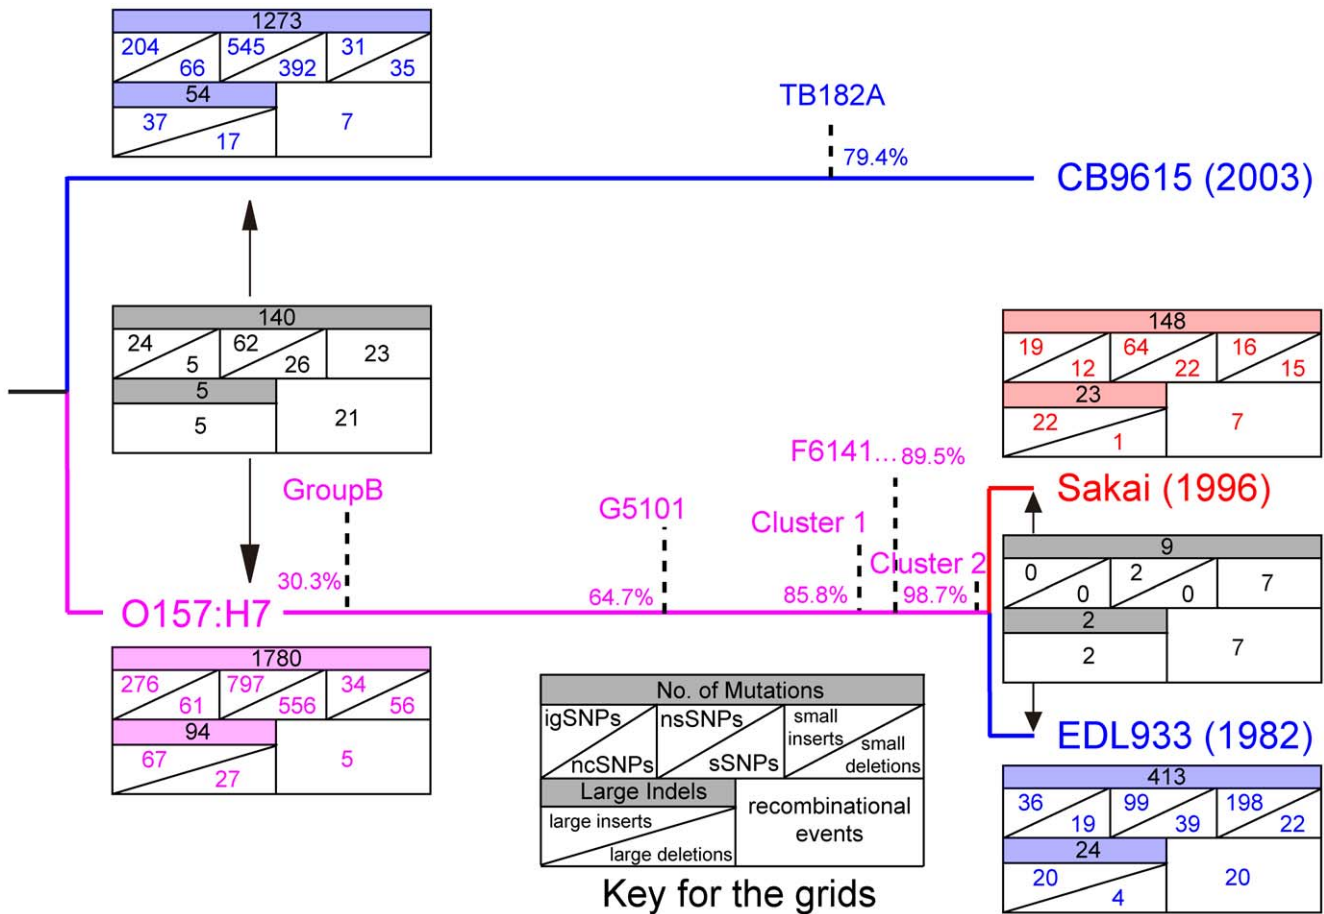 1273
204 545 31
66 392 35
54
37 7
17
TB182A
79.4%
CB9615 (2003)
140
24 62 23
5 26
5
5 21
148
19 64 16
12 22 15
23
22 7
1
F6141... 89.5%
Sakai (1996)
GroupB
G5101
Cluster 1
Cluster 2
30.3%
64.7%
85.8%
98.7%
9
0 2 7
0 0
2
2 7
O157:H7
1780
276 797 34
61 556 56
94
67 5
27
No. of Mutations
igSNPs nsSNPs small
inserts
ncSNPs sSNPs small
deletions
Large Indels
large inserts
large deletions
recombinational
events
Key for the grids
EDL933 (1982)
413
36 99 198
19 39 22
24
20 20
4